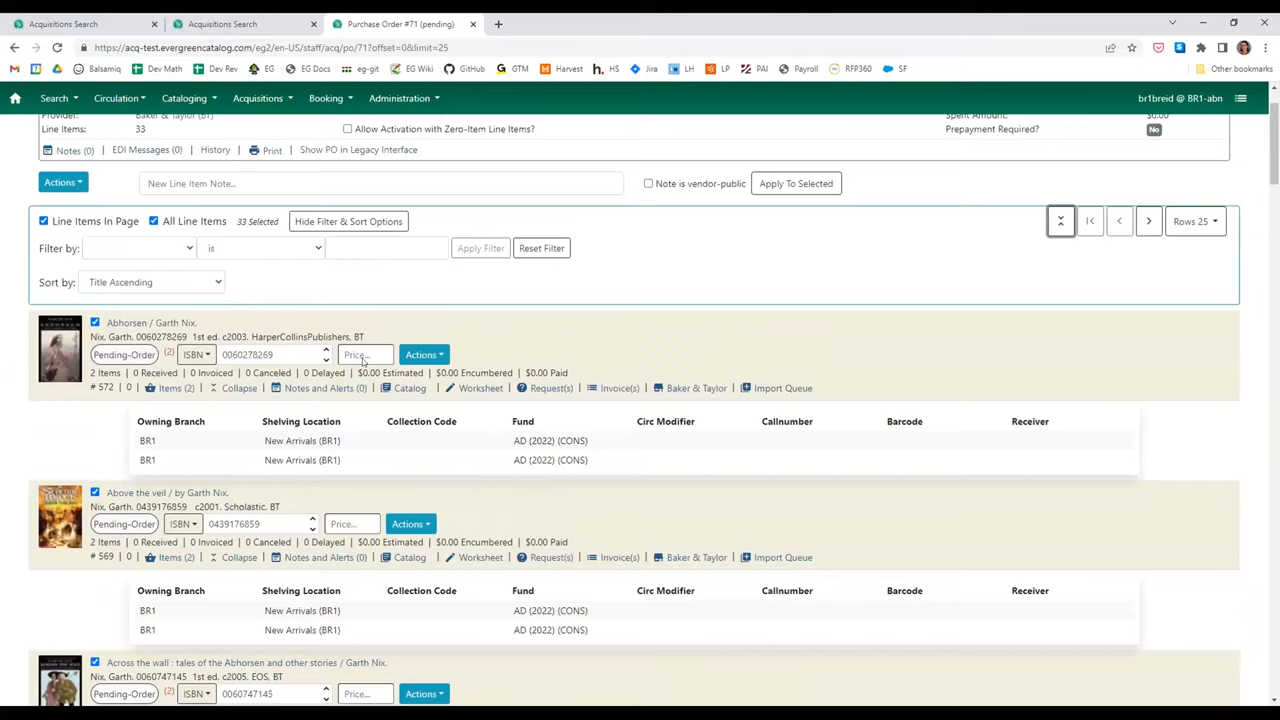 Acquisitions Search
Acquisitions Search
Purchase Order #71 (pending)
https://acq-test.evergreencatalog.com/eg2/en-US/staff/acq/po/71?offset=0&limit=25
Balsamiq Dev Math Dev Rev EG EG Docs eg-git EG Wiki GitHub GTM Harvest HS Jira LH LP PAI Payroll RFP360 SF Other bookmarks
Search Circulation Cataloging Acquisitions Booking Administration br1breid @ BR1-abn
Provider: Baker & Taylor (BT) Spent Amount: $0.00
Line Items: 33 Allow Activation with Zero-Item Line Items? Prepayment Required? No
Notes (0) EDI Messages (0) History Print Show PO in Legacy Interface
Actions New Line Item Note... Note is vendor-public Apply To Selected
Line Items In Page All Line Items 33 Selected Hide Filter & Sort Options Rows 25
Filter by: is Apply Filter Reset Filter
Sort by: Title Ascending
Abhorsen / Garth Nix.
Nix, Garth. 0060278269 1st ed. c2003. HarperCollinsPublishers, BT
Pending-Order (2) ISBN 0060278269 Price... Actions
2 Items | 0 Received | 0 Invoiced | 0 Canceled | 0 Delayed | $0.00 Estimated | $0.00 Encumbered | $0.00 Paid
# 572 | 0 | Items (2) | Collapse | Notes and Alerts (0) | Catalog | Worksheet | Request(s) | Invoice(s) | Baker & Taylor | Import Queue
Owning Branch Shelving Location Collection Code Fund Circ Modifier Callnumber Barcode Receiver
BR1 New Arrivals (BR1) AD (2022) (CONS)
BR1 New Arrivals (BR1) AD (2022) (CONS)
Above the veil / by Garth Nix.
Nix, Garth. 0439176859 c2001. Scholastic, BT
Pending-Order ISBN 0439176859 Price... Actions
2 Items | 0 Received | 0 Invoiced | 0 Canceled | 0 Delayed | $0.00 Estimated | $0.00 Encumbered | $0.00 Paid
# 569 | 0 | Items (2) | Collapse | Notes and Alerts (0) | Catalog | Worksheet | Request(s) | Invoice(s) | Baker & Taylor | Import Queue
Owning Branch Shelving Location Collection Code Fund Circ Modifier Callnumber Barcode Receiver
BR1 New Arrivals (BR1) AD (2022) (CONS)
BR1 New Arrivals (BR1) AD (2022) (CONS)
Across the wall : tales of the Abhorsen and other stories / Garth Nix.
Nix, Garth. 0060747145 1st ed. c2005. EOS, BT
Pending-Order (2) ISBN 0060747145 Price... Actions